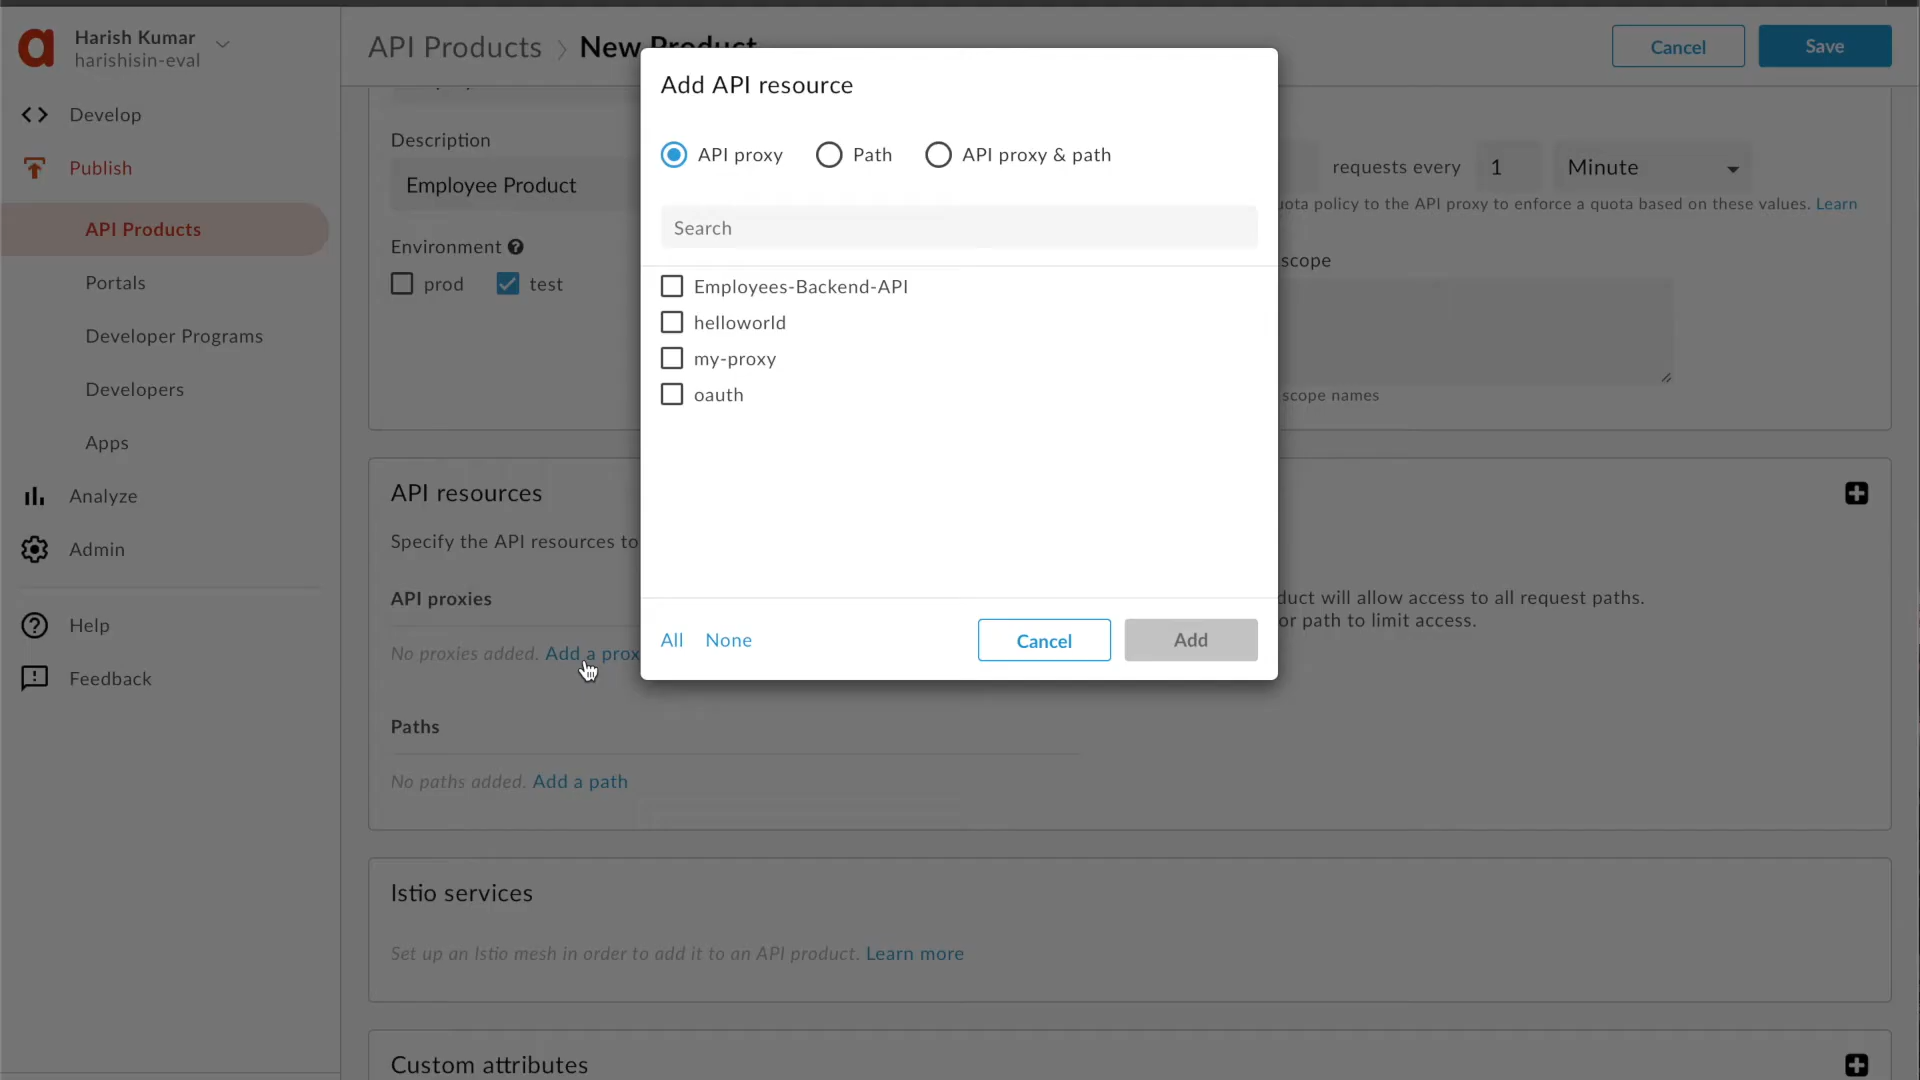 Harish Kumar
harishisin-eval
Develop
Publish
API Products
Portals
Developer Programs
Developers
Apps
Analyze
Admin
Help
Feedback
API Products > New Product
Cancel
Save
Description
Employee Product
Environment
prod
test
requests every
1
Minute
policy to the API proxy to enforce a quota based on these values. Learn
scope
scope names
API resources
Specify the API resources to
API proxies
No proxies added. Add a
Paths
No paths added. Add a path
will allow access to all request paths.
or path to limit access.
Istio services
Set up an Istio mesh in order to add it to an API product. Learn more
Custom attributes
Add API resource
API proxy
Path
API proxy & path
Search
Employees-Backend-API
helloworld
my-proxy
oauth
All
None
Cancel
Add